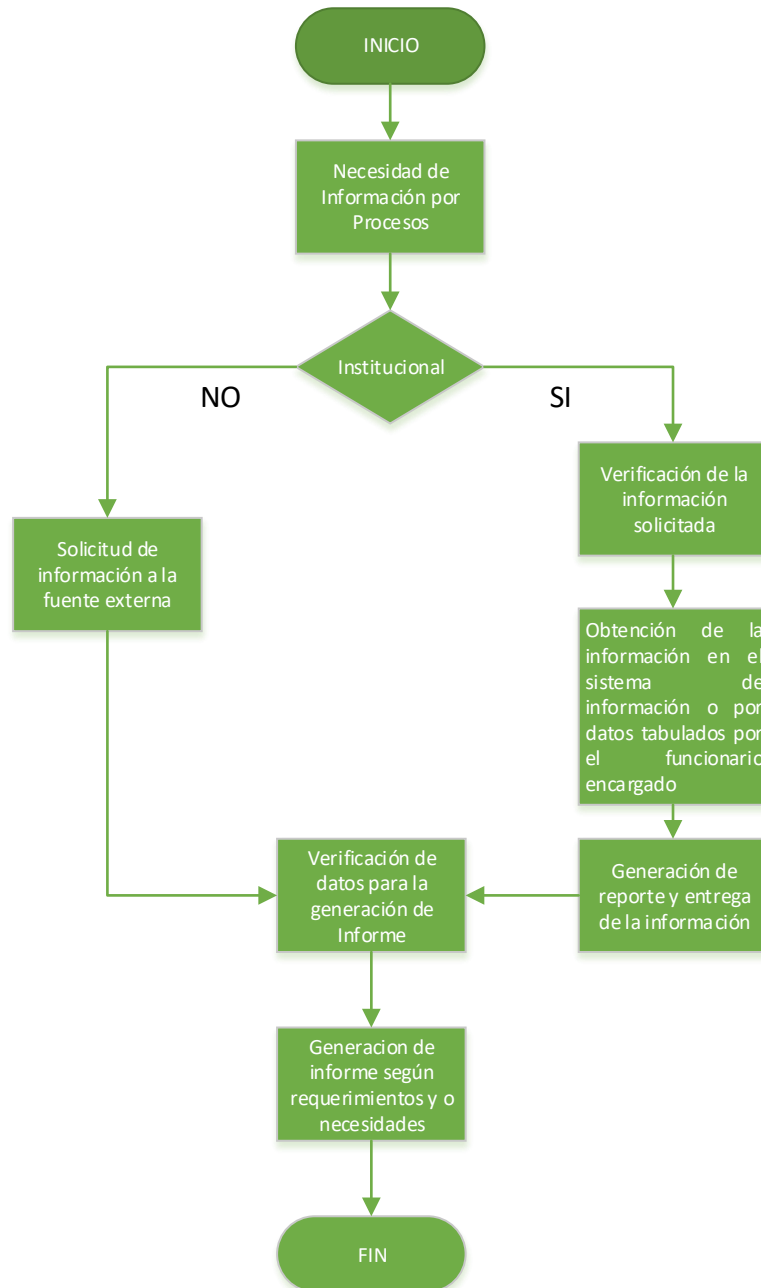 INICIO
Necesidad de
Información por
Procesos
Institucional
NO
SI
Verificación de la
información
solicitada
Solicitud de
información a la
fuente externa
Obtención de la
información en el
sistema de
información o por
datos tabulados por
el funcionario
encargado
Verificación de
datos para la
generación de
Informe
Generación de
reporte y entrega
de la información
Generacion de
informe según
requerimientos y o
necesidades
FIN